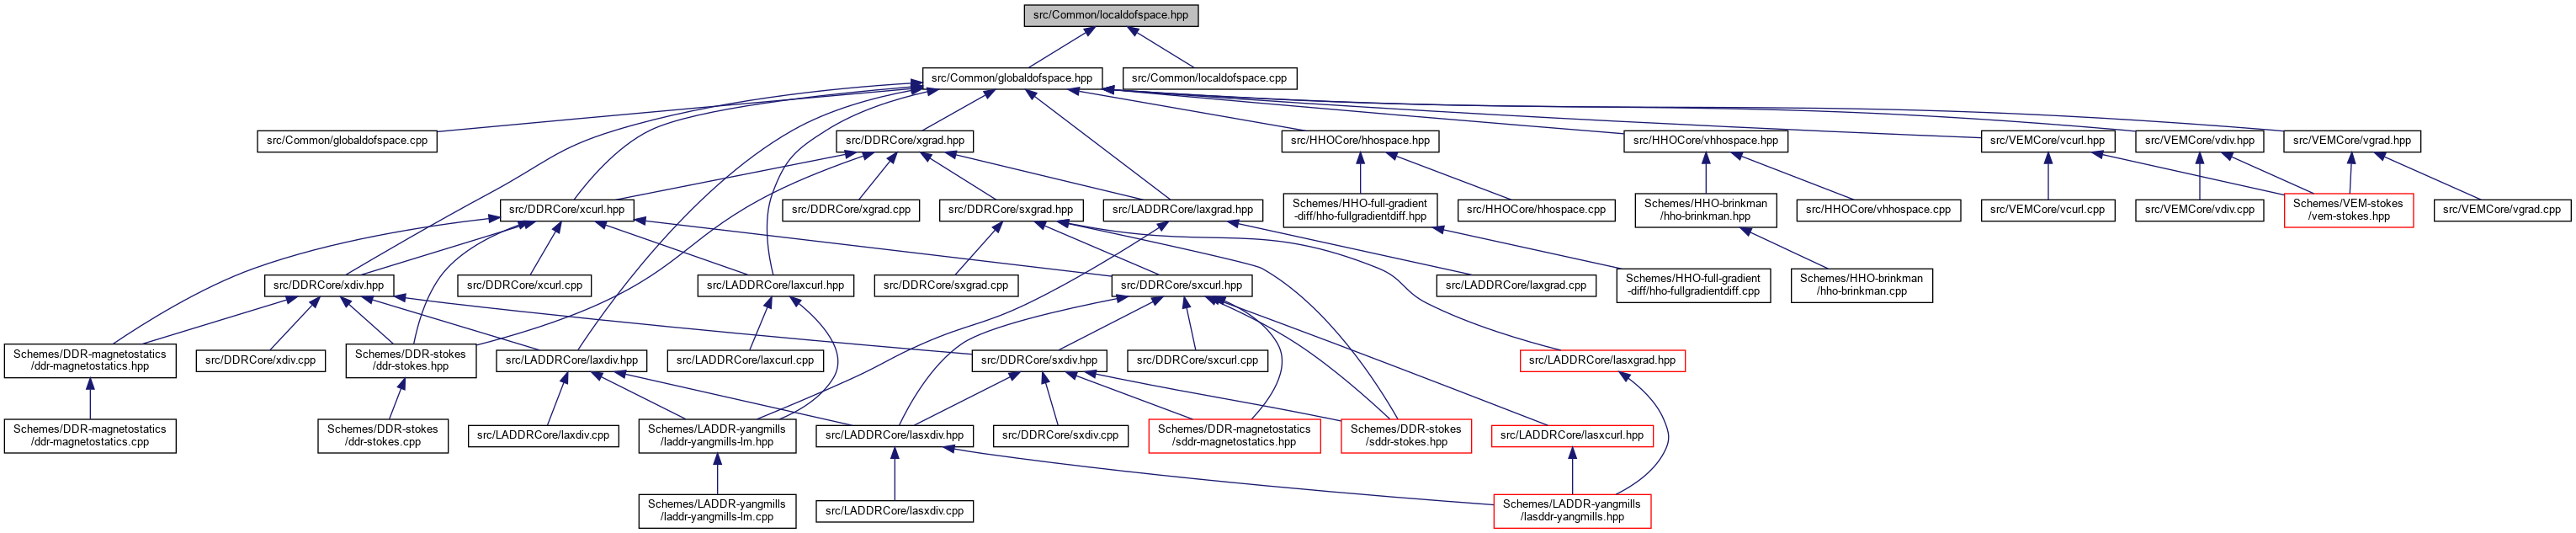 src/Common/localdofspace.hpp
src/Common/globaldofspace.hpp
src/Common/localdofspace.cpp
src/Common/globaldofspace.cpp
src/DDRCore/xgrad.hpp
src/HHOCore/hhospace.hpp
src/HHOCore/vhhospace.hpp
src/VEMCore/vcurl.hpp
src/VEMCore/vdiv.hpp
src/VEMCore/vgrad.hpp
src/DDRCore/xcurl.hpp
src/DDRCore/xgrad.cpp
src/DDRCore/sxgrad.hpp
src/LADDRCore/laxgrad.hpp
Schemes/HHO-full-gradient
-diff/hho-fullgradientdiff.hpp
src/HHOCore/hhospace.cpp
Schemes/HHO-brinkman
/hho-brinkman.hpp
src/HHOCore/vhhospace.cpp
src/VEMCore/vcurl.cpp
src/VEMCore/vdiv.cpp
Schemes/VEM-stokes
/vem-stokes.hpp
src/VEMCore/vgrad.cpp
src/DDRCore/xdiv.hpp
src/DDRCore/xcurl.cpp
src/LADDRCore/laxcurl.hpp
src/DDRCore/sxgrad.cpp
src/DDRCore/sxcurl.hpp
src/LADDRCore/laxgrad.cpp
Schemes/HHO-full-gradient
-diff/hho-fullgradientdiff.cpp
Schemes/HHO-brinkman
/hho-brinkman.cpp
Schemes/DDR-magnetostatics
/ddr-magnetostatics.hpp
src/DDRCore/xdiv.cpp
Schemes/DDR-stokes
/ddr-stokes.hpp
src/LADDRCore/laxdiv.hpp
src/LADDRCore/laxcurl.cpp
src/DDRCore/sxdiv.hpp
src/DDRCore/sxcurl.cpp
src/LADDRCore/lasxgrad.hpp
Schemes/DDR-magnetostatics
/ddr-magnetostatics.cpp
Schemes/DDR-stokes
/ddr-stokes.cpp
src/LADDRCore/laxdiv.cpp
Schemes/LADDR-yangmills
/laddr-yangmills-lm.hpp
src/LADDRCore/lasxdiv.hpp
src/DDRCore/sxdiv.cpp
Schemes/DDR-magnetostatics
/sddr-magnetostatics.hpp
Schemes/DDR-stokes
/sddr-stokes.hpp
src/LADDRCore/lasxcurl.hpp
Schemes/LADDR-yangmills
/laddr-yangmills-lm.cpp
src/LADDRCore/lasxdiv.cpp
Schemes/LADDR-yangmills
/lasddr-yangmills.hpp